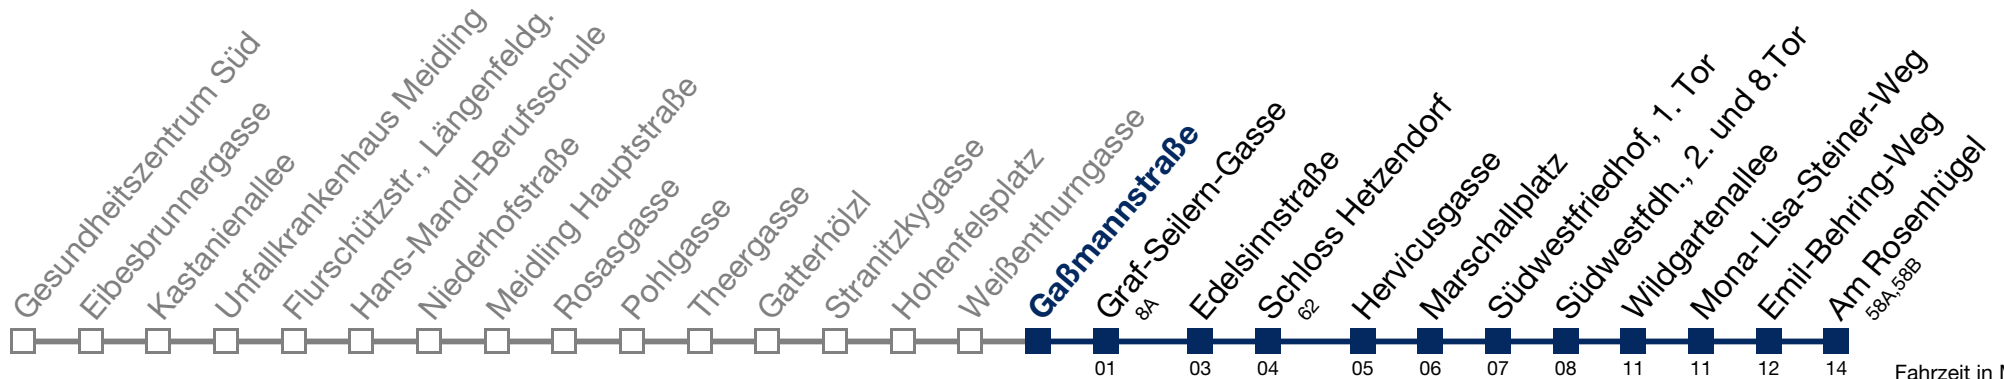 Gesundheitszentrum Süd
Eibesbrunnergasse
Kastanienallee
Unfallkrankenhaus Meidling
Flurschützstr., Längenfeldg.
Hans-Mandl-Berufsschule
Niederhofstraße
Meidling Hauptstraße
Rosasgasse
Pohlgasse
Theergasse
Gatterhölzl
Stranitzkygasse
Hohenfelsplatz
Weißenthurngasse
Gaßmannstraße
Graf-Seilern-Gasse
8A
Edelsinnstraße
Schloss Hetzendorf
62
Hervicusgasse
Marschallplatz
Südwestfriedhof, 1. Tor
Südwestfdh., 2. und 8.Tor
Wildgartenallee
Mona-Lisa-Steiner-Weg
Emil-Behring-Weg
Am Rosenhügel
58A,58B
01 03 04 05 06 07 08 11 11 12 14
Fahrzeit in